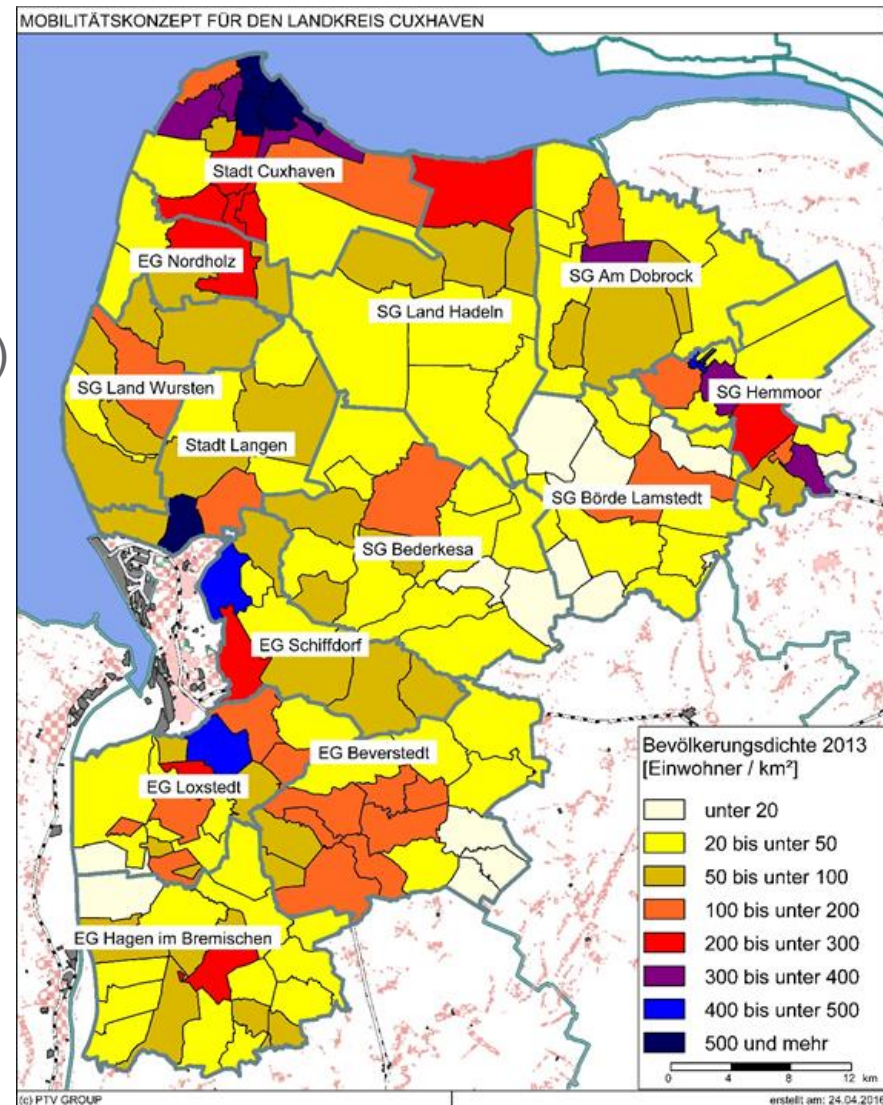 MOBILITÄTSKONZEPT FÜR DEN LANDKREIS CUXHAVEN
Stadt Cuxhaven
EG Nordholz
SG Am Dobrock
SG Land Hadeln
SG Land Wursten
SG Hemmoor
Stadt Langen
SG Börde Lamstedt
SG Bederkesa
EG Schiffdorf
EG Beverstedt
EG Loxstedt
EG Hagen im Bremischen
Bevölkerungsdichte 2013
[Einwohner / km²]
unter 20
20 bis unter 50
50 bis unter 100
100 bis unter 200
200 bis unter 300
300 bis unter 400
400 bis unter 500
500 und mehr
0 4 8 12 km
(c) PTV GROUP
erstellt am: 24.04.2016
)